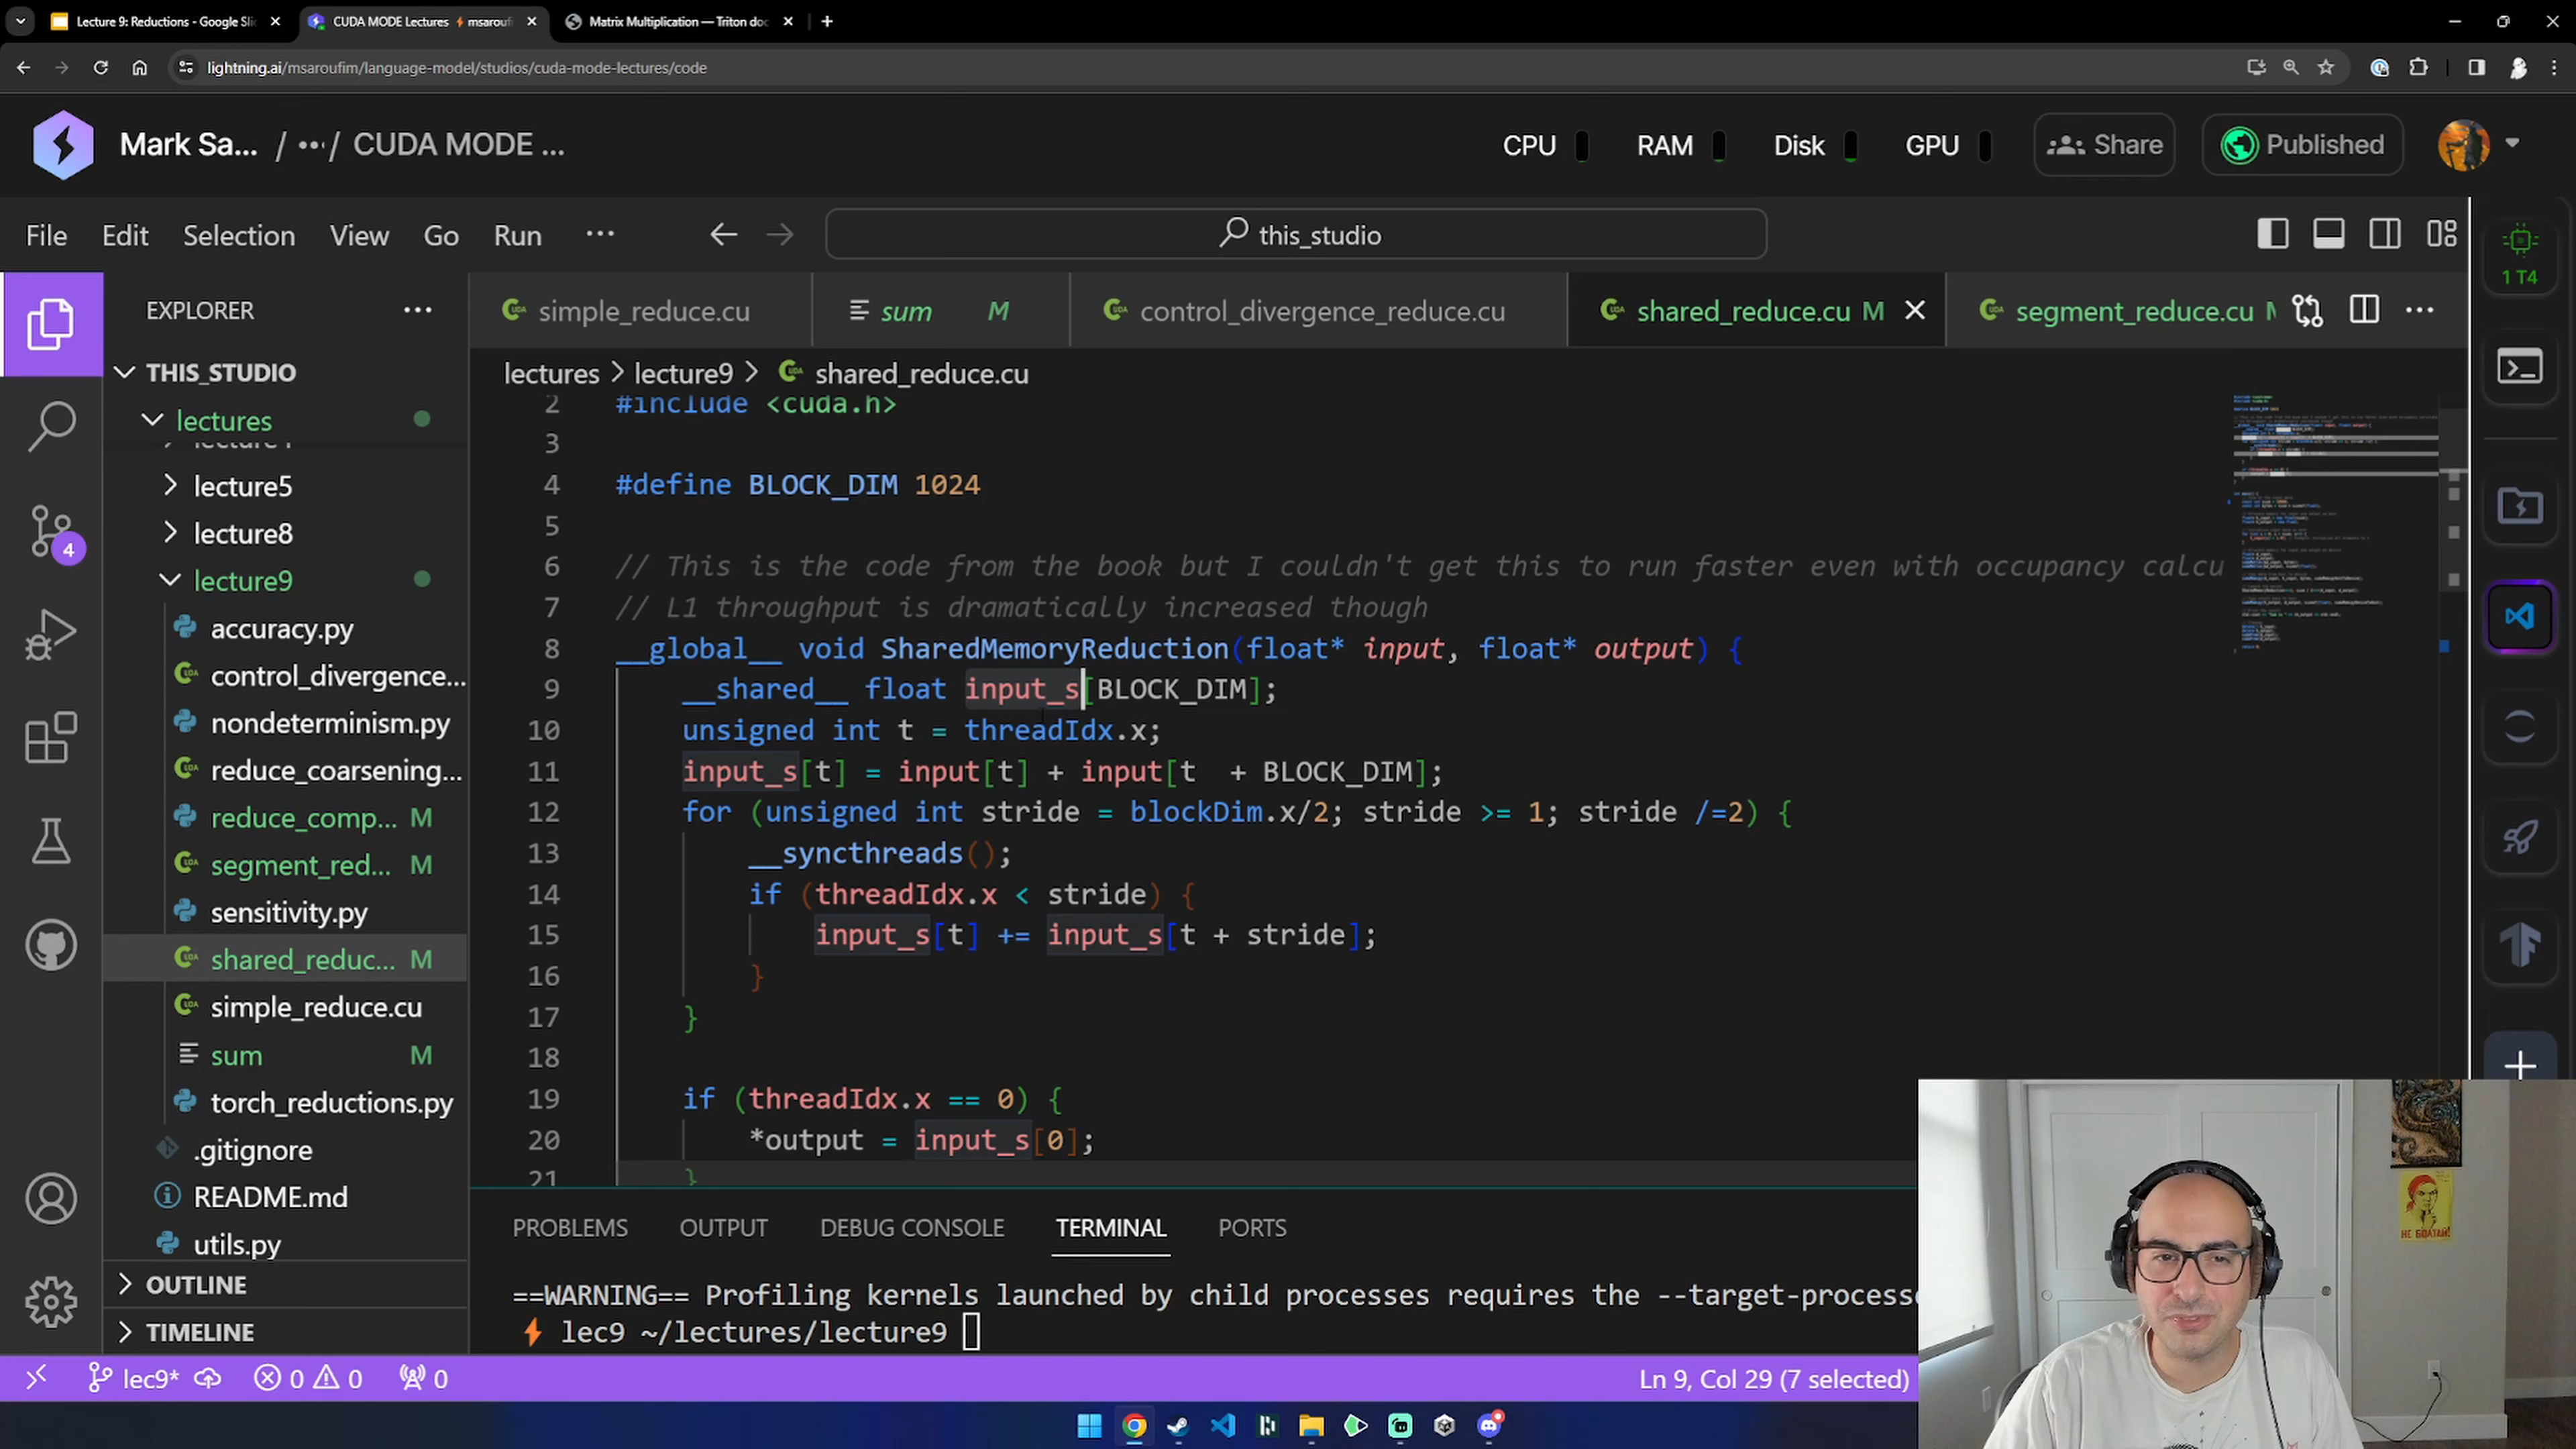 Lecture 9: Reductions - Google Sli
CUDA MODE Lectures ⚡ msarouf
Matrix Multiplication — Triton do
lightning.ai/msaroufim/language-model/studios/cuda-mode-lectures/code
Mark Sa... / ··· / CUDA MODE ...
CPU RAM Disk GPU Share Published
File Edit Selection View Go Run ···
this_studio
1 T4
EXPLORER
simple_reduce.cu
sum M
control_divergence_reduce.cu
shared_reduce.cu M
segment_reduce.cu
THIS_STUDIO
lectures
lecture5
lecture8
lecture9
accuracy.py
control_divergence...
nondeterminism.py
reduce_coarsening...
reduce_comp... M
segment_red... M
sensitivity.py
shared_reduc... M
simple_reduce.cu
sum M
torch_reductions.py
.gitignore
README.md
utils.py
OUTLINE
TIMELINE
4
lectures > lecture9 > shared_reduce.cu
2 #include <cuda.h>
3
4 #define BLOCK_DIM 1024
5
6 // This is the code from the book but I couldn't get this to run faster even with occupancy calcu
7 // L1 throughput is dramatically increased though
8 __global__ void SharedMemoryReduction(float* input, float* output) {
9 __shared__ float input_s[BLOCK_DIM];
10 unsigned int t = threadIdx.x;
11 input_s[t] = input[t] + input[t  + BLOCK_DIM];
12 for (unsigned int stride = blockDim.x/2; stride >= 1; stride /=2) {
13 __syncthreads();
14 if (threadIdx.x < stride) {
15 input_s[t] += input_s[t + stride];
16 }
17 }
18
19 if (threadIdx.x == 0) {
20 *output = input_s[0];
21 }
PROBLEMS OUTPUT DEBUG CONSOLE TERMINAL PORTS
==WARNING== Profiling kernels launched by child processes requires the --target-processe
⚡ lec9 ~/lectures/lecture9
НЕ БОЛТАЙ!
lec9* 0 0 0
Ln 9, Col 29 (7 selected)